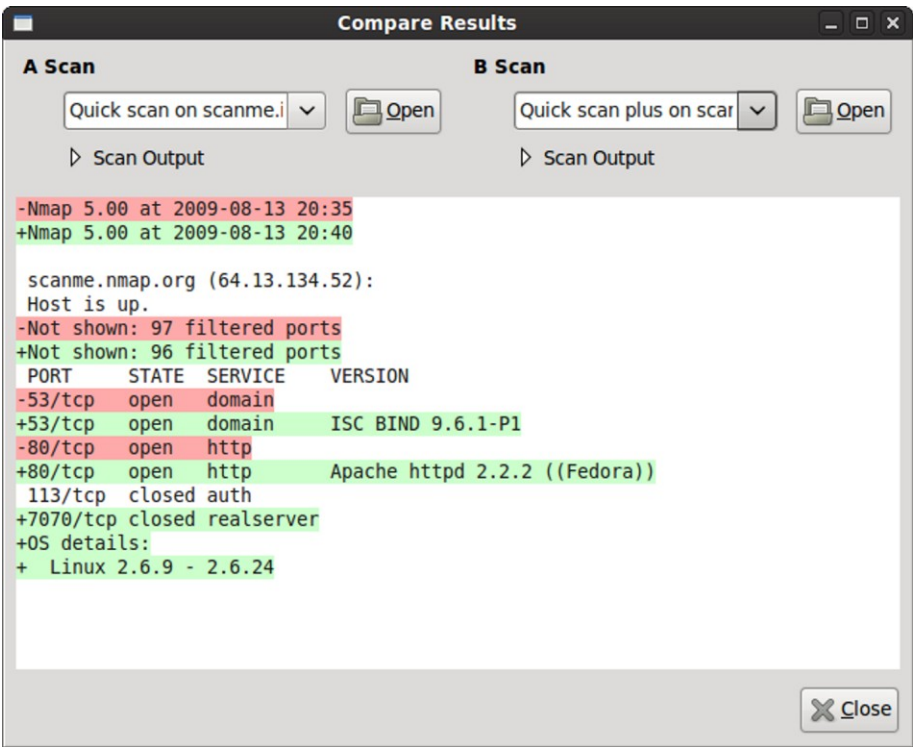 Compare Results
A Scan B Scan
Quick scan on scanme. Open Quick scan plus on scar Open
Scan Output Scan Output
-Nmap 5.00 at 2009-08-13 20:35
+Nmap 5.00 at 2009-08-13 20:40
scanme.nmap.org (64.13.134.52):
Host is up.
-Not shown: 97 filtered ports
+Not shown: 96 filtered ports
PORT STATE SERVICE VERSION
-53/tcp open domain
+53/tcp open domain ISC BIND 9.6.1-P1
-80/tcp open http
+80/tcp open http Apache httpd 2.2.2 ((Fedora))
113/tcp closed auth
+7070/tcp closed realserver
+OS details:
+ Linux 2.6.9 - 2.6.24
Close